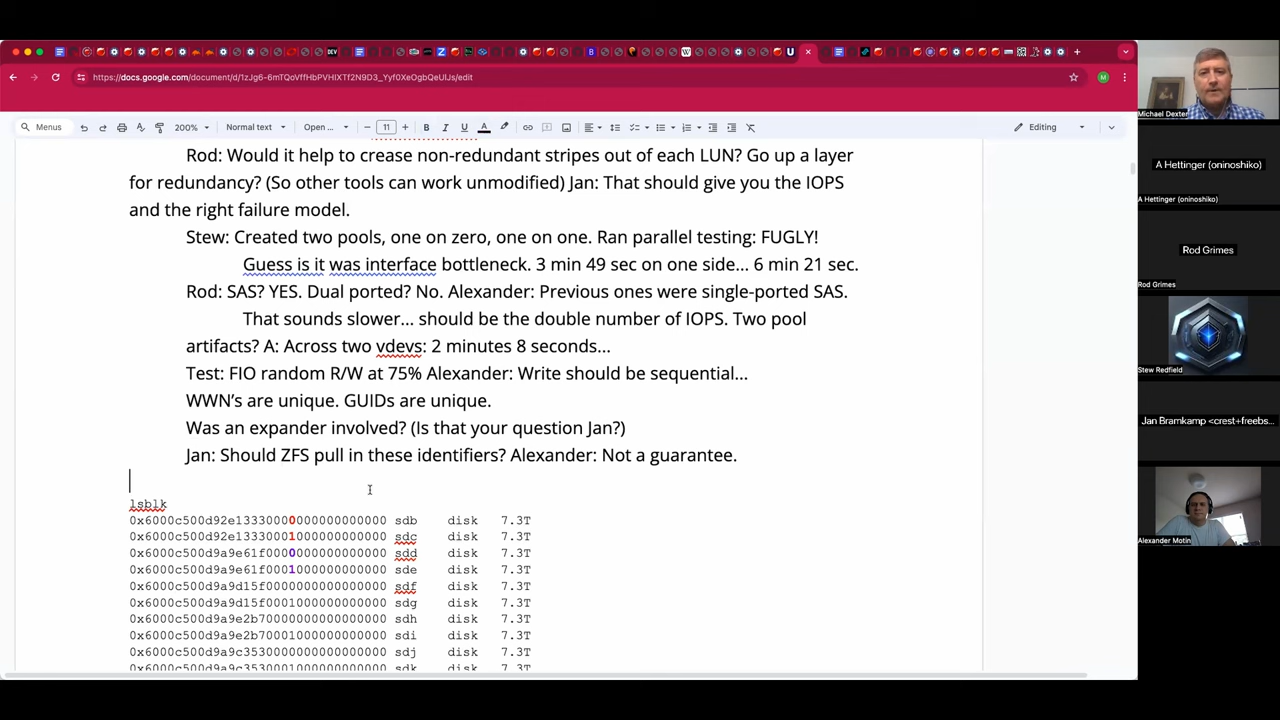 DEV
https://docs.google.com/document/d/1zJg6-6mTQoVffHbPVHIXTf2N9D3_Yyf0XeOgbQeUIJs/edit
M
Menus
200%
Normal text
Open ...
11
Editing
Rod: Would it help to crease non-redundant stripes out of each LUN? Go up a layer
for redundancy? (So other tools can work unmodified) Jan: That should give you the IOPS
and the right failure model.
Stew: Created two pools, one on zero, one on one. Ran parallel testing: FUGLY!
Guess is it was interface bottleneck. 3 min 49 sec on one side... 6 min 21 sec.
Rod: SAS? YES. Dual ported? No. Alexander: Previous ones were single-ported SAS.
That sounds slower... should be the double number of IOPS. Two pool
artifacts? A: Across two vdevs: 2 minutes 8 seconds...
Test: FIO random R/W at 75% Alexander: Write should be sequential...
WWN's are unique. GUIDs are unique.
Was an expander involved? (Is that your question Jan?)
Jan: Should ZFS pull in these identifiers? Alexander: Not a guarantee.
lsblk
0x6000c500d92e13330000000000000000 sdb disk 7.3T
0x6000c500d92e13330001000000000000 sdc disk 7.3T
0x6000c500d9a9e61f0000000000000000 sdd disk 7.3T
0x6000c500d9a9e61f0001000000000000 sde disk 7.3T
0x6000c500d9a9d15f0000000000000000 sdf disk 7.3T
0x6000c500d9a9d15f0001000000000000 sdg disk 7.3T
0x6000c500d9a9e2b70000000000000000 sdh disk 7.3T
0x6000c500d9a9e2b70001000000000000 sdi disk 7.3T
0x6000c500d9a9c3530000000000000000 sdj disk 7.3T
0x6000c500d9a9c3530001000000000000 sdk disk 7.3T
Michael Dexter
A Hettinger (oninoshiko)
A Hettinger (oninoshiko)
Rod Grimes
Rod Grimes
Stew Redfield
Jan Bramkamp <crest+freebs...
Alexander Motin